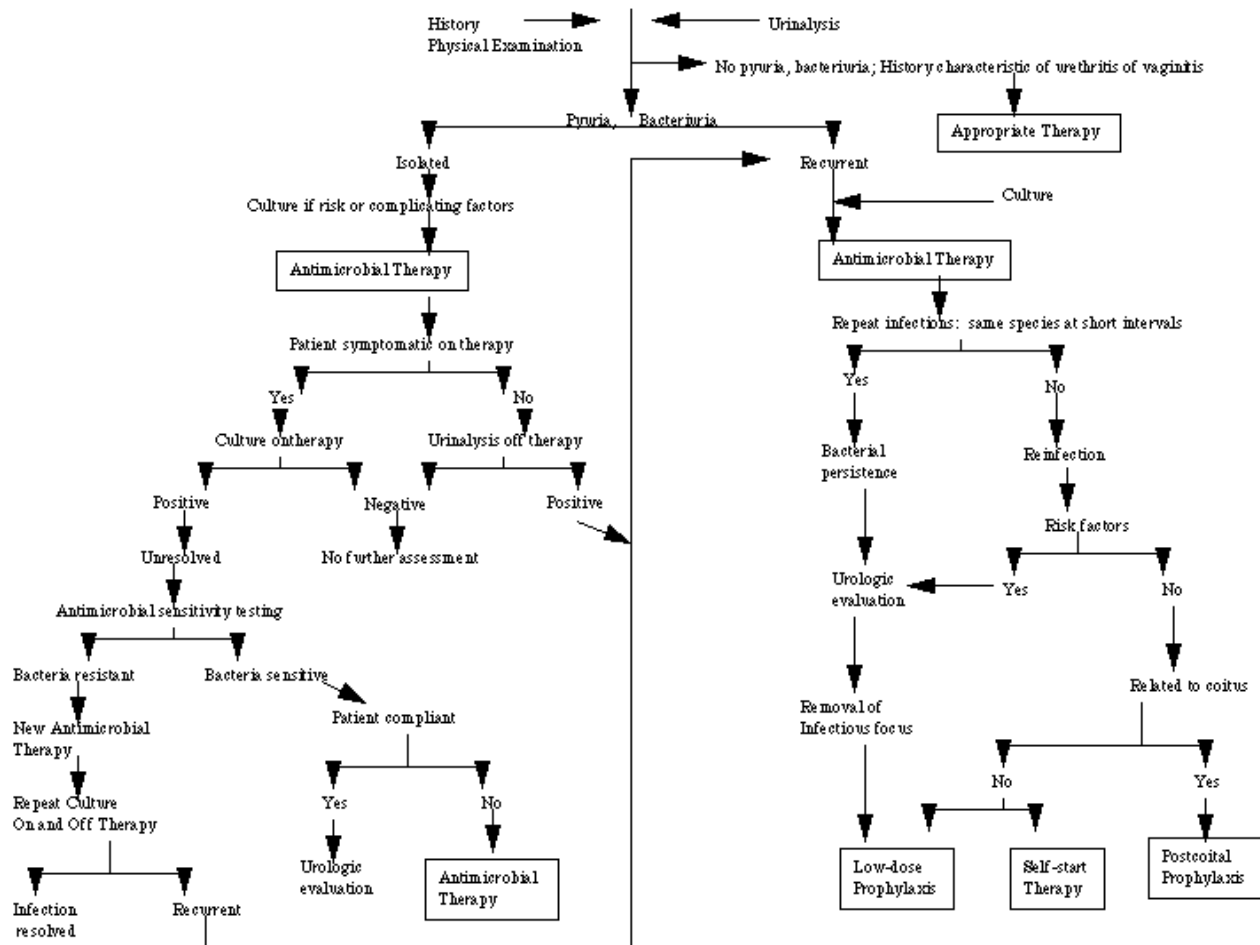 History
Physical Examination
Urinalysis
No pyuria, bacteriuria; History characteristic of urethritis of vaginitis
Pyuria, Bacteriuria
Appropriate Therapy
Isolated
Recurrent
Culture if risk or complicating factors
Culture
Antimicrobial Therapy
Antimicrobial Therapy
Patient symptomatic on therapy
Repeat infections: same species at short intervals
Yes
No
Yes
No
Culture ontherapy
Urinalysis off therapy
Bacterial
persistence
Reinfection
Positive
Negative
Positive
Risk factors
Unresolved
No further assessment
Urologic
evaluation
Yes
No
Antimicrobial sensitivity testing
Bacteria resistant
Bacteria sensitive
Related to coitus
New Antimicrobial
Therapy
Patient compliant
Removal of
Infectious focus
No
Yes
Repeat Culture
On and Off Therapy
Yes
No
Urologic
evaluation
Antimicrobial
Therapy
Low-dose
Prophylaxis
Self-start
Therapy
Postcoital
Prophylaxis
Infection
resolved
Recurrent